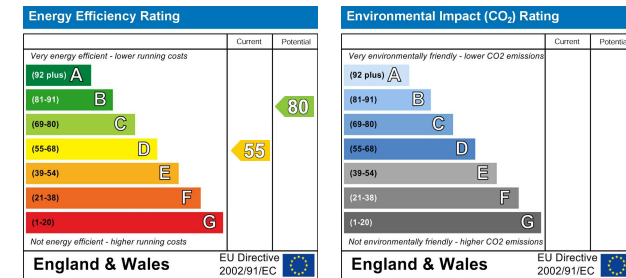 Energy Efficiency Rating
Current Potential
Very energy efficient - lower running costs
(92 plus) A
(81-91) B
(69-80) C
(55-68) D
(39-54) E
(21-38) F
(1-20) G
80
55
Not energy efficient - higher running costs
England & Wales
EU Directive
2002/91/EC
Environmental Impact (CO₂) Rating
Current Potential
Very environmentally friendly - lower CO2 emissions
(92 plus) A
(81-91) B
(69-80) C
(55-68) D
(39-54) E
(21-38) F
(1-20) G
Not environmentally friendly - higher CO2 emissions
England & Wales
EU Directive
2002/91/EC